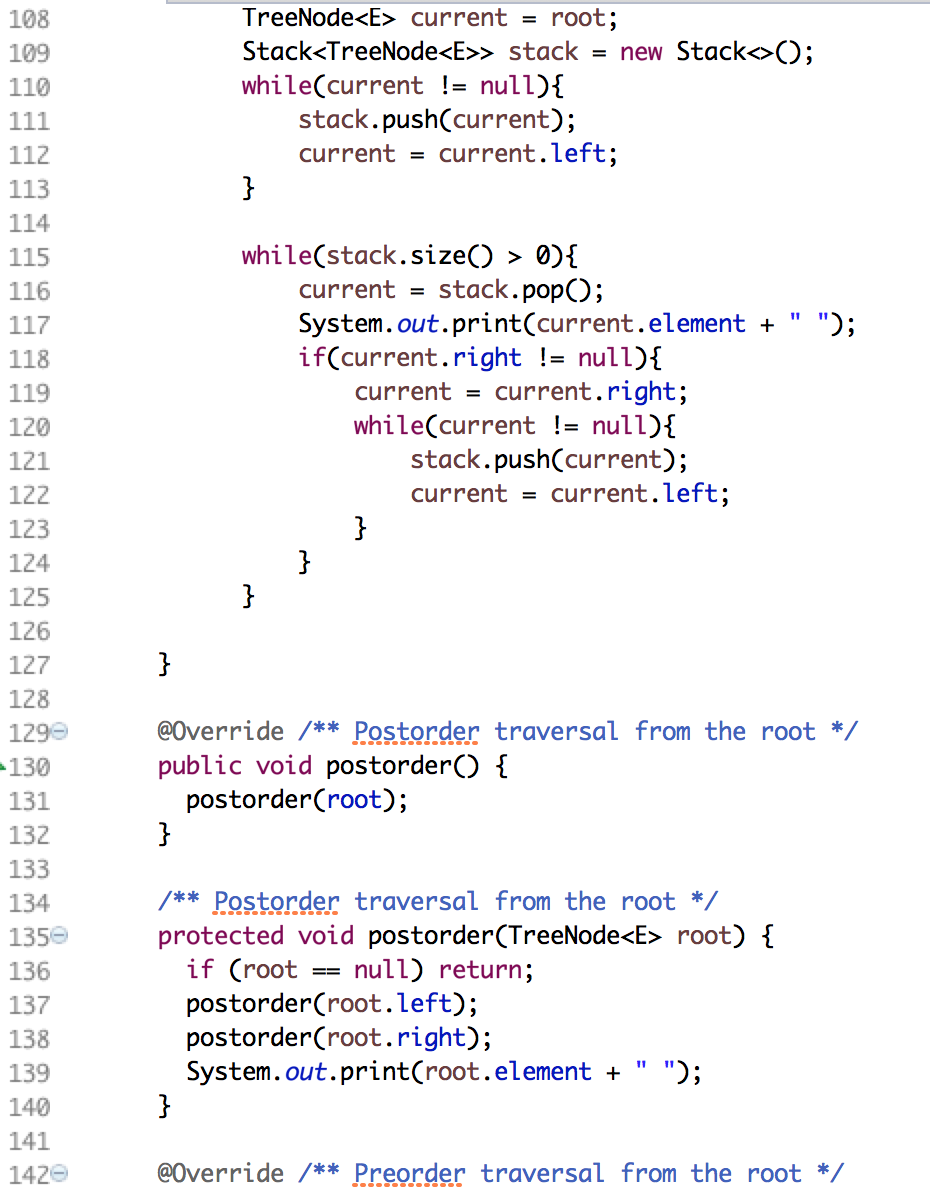 108 TreeNode<E> current = root;
109 Stack<TreeNode<E>> stack = new Stack<>();
110 while(current != null){
111 stack.push(current);
112 current = current.left;
113 }
114
115 while(stack.size() > 0){
116 current = stack.pop();
117 System.out.print(current.element + " ");
118 if(current.right != null){
119 current = current.right;
120 while(current != null){
121 stack.push(current);
122 current = current.left;
123 }
124 }
125 }
126
127 }
128
129 @Override /** Postorder traversal from the root */
130 public void postorder() {
131 postorder(root);
132 }
133
134 /** Postorder traversal from the root */
135 protected void postorder(TreeNode<E> root) {
136 if (root == null) return;
137 postorder(root.left);
138 postorder(root.right);
139 System.out.print(root.element + " ");
140 }
141
142 @Override /** Preorder traversal from the root */